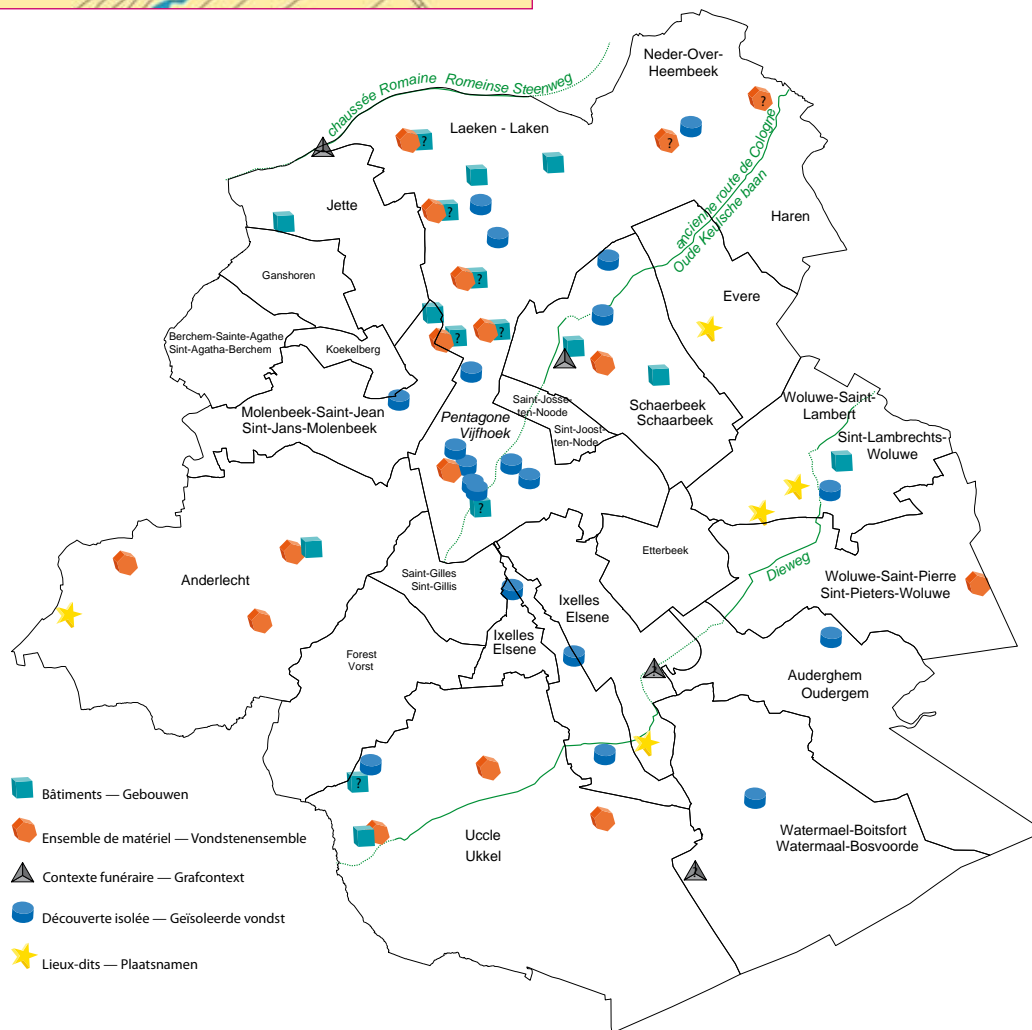 Neder-Over-
Heembeek
chaussée Romaine Romeinse Steenweg
?
Laeken - Laken
?
?
ancienne route de Cologne
Oude Keulsche baan
Jette
?
Haren
Ganshoren
?
Evere
Berchem-Sainte-Agathe
Sint-Agatha-Berchem
Koekelberg
?
?
Molenbeek-Saint-Jean
Sint-Jans-Molenbeek
Pentagone
Vijfhoek
Saint-Josse-
ten-Noode
Sint-Joost-
ten-Node
Schaerbeek
Schaarbeek
Woluwe-Saint-
Lambert
Sint-Lambrechts-
Woluwe
?
Etterbeek
Dieweg
Anderlecht
Saint-Gilles
Sint-Gillis
Woluwe-Saint-Pierre
Sint-Pieters-Woluwe
Ixelles
Elsene
Ixelles
Elsene
Forest
Vorst
?
Auderghem
Oudergem
?
Bâtiments — Gebouwen
Ensemble de matériel — Vondstenensemble
Uccle
Ukkel
Watermael-Boitsfort
Watermaal-Bosvoorde
?
Contexte funéraire — Grafcontext
Découverte isolée — Geïsoleerde vondst
Lieux-dits — Plaatsnamen